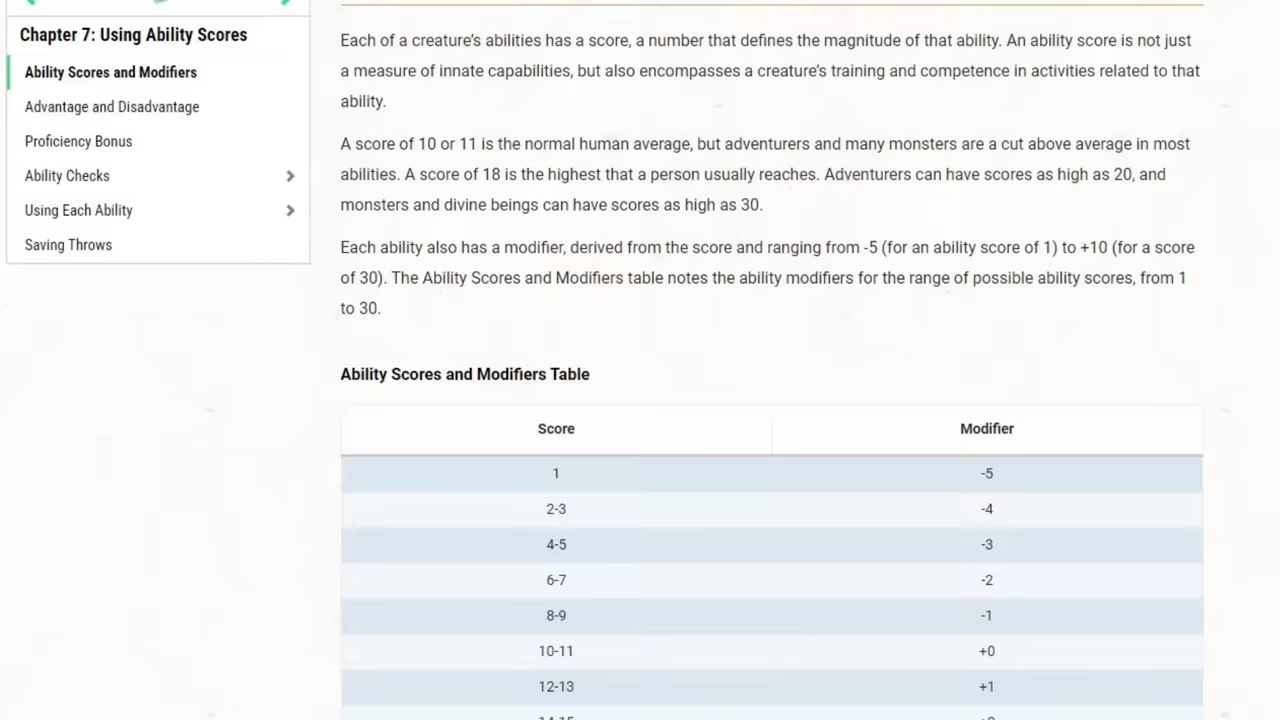 Chapter 7: Using Ability Scores
Ability Scores and Modifiers
Advantage and Disadvantage
Proficiency Bonus
Ability Checks
Using Each Ability
Saving Throws
Each of a creature's abilities has a score, a number that defines the magnitude of that ability. An ability score is not just
a measure of innate capabilities, but also encompasses a creature's training and competence in activities related to that
ability.
A score of 10 or 11 is the normal human average, but adventurers and many monsters are a cut above average in most
abilities. A score of 18 is the highest that a person usually reaches. Adventurers can have scores as high as 20, and
monsters and divine beings can have scores as high as 30.
Each ability also has a modifier, derived from the score and ranging from -5 (for an ability score of 1) to +10 (for a score
of 30). The Ability Scores and Modifiers table notes the ability modifiers for the range of possible ability scores, from 1
to 30.
Ability Scores and Modifiers Table
Score Modifier
1 -5
2-3 -4
4-5 -3
6-7 -2
8-9 -1
10-11 +0
12-13 +1